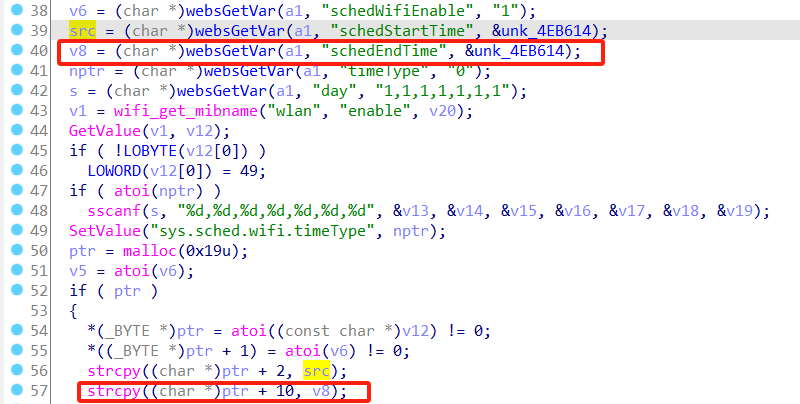 38 v6 = (char *)websGetVar(a1, "schedWifiEnable", "1");
39 src = (char *)websGetVar(a1, "schedStartTime", &unk_4EB614);
40 v8 = (char *)websGetVar(a1, "schedEndTime", &unk_4EB614);
41 nptr = (char *)websGetVar(a1, "timeType", "0");
42 s = (char *)websGetVar(a1, "day", "1,1,1,1,1,1,1");
43 v1 = wifi_get_mibname("wlan", "enable", v20);
44 GetValue(v1, v12);
45 if ( !LOBYTE(v12[0]) )
46 LOWORD(v12[0]) = 49;
47 if ( atoi(nptr) )
48 sscanf(s, "%d,%d,%d,%d,%d,%d,%d", &v13, &v14, &v15, &v16, &v17, &v18, &v19);
49 SetValue("sys.sched.wifi.timeType", nptr);
50 ptr = malloc(0x19u);
51 v5 = atoi(v6);
52 if ( ptr )
53 {
54 *(_BYTE *)ptr = atoi((const char *)v12) != 0;
55 *((_BYTE *)ptr + 1) = atoi(v6) != 0;
56 strcpy((char *)ptr + 2, src);
57 strcpy((char *)ptr + 10, v8);